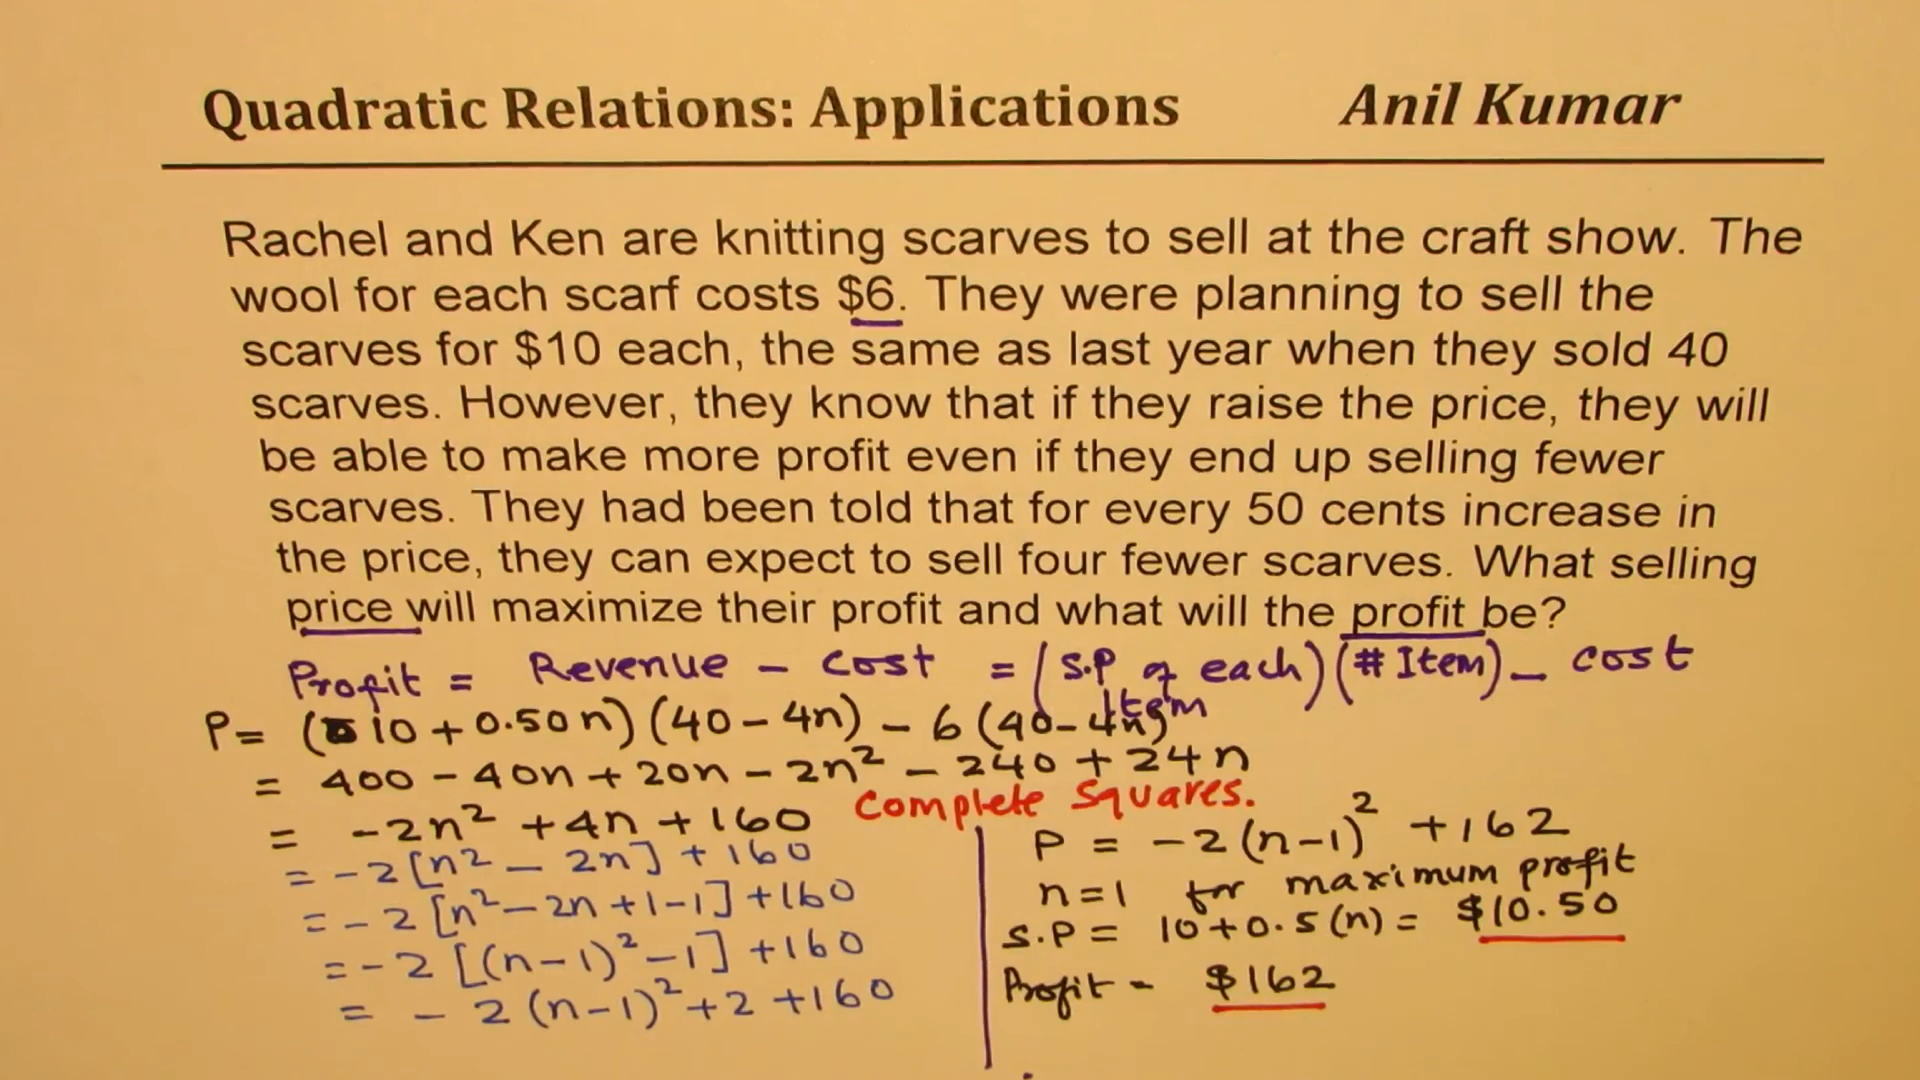 Quadratic Relations: Applications Anil Kumar
Rachel and Ken are knitting scarves to sell at the craft show. The
wool for each scarf costs $6. They were planning to sell the
scarves for $10 each, the same as last year when they sold 40
scarves. However, they know that if they raise the price, they will
be able to make more profit even if they end up selling fewer
scarves. They had been told that for every 50 cents increase in
the price, they can expect to sell four fewer scarves. What selling
price will maximize their profit and what will the profit be?
Profit = Revenue - cost = (S.P of each Item) (# Item) - cost
P = (10 + 0.50n) (40 - 4n) - 6 (40 - 4n)
= 400 - 40n + 20n - 2n² - 240 + 24n
= -2n² + 4n + 160
Complete Squares.
= -2 [n² - 2n] + 160
= -2 [n² - 2n + 1 - 1] + 160
= -2 [(n-1)² - 1] + 160
= -2 (n-1)² + 2 + 160
P = -2 (n-1)² + 162
n = 1 for maximum profit
S.P = 10 + 0.5 (n) = $10.50
Profit - $162